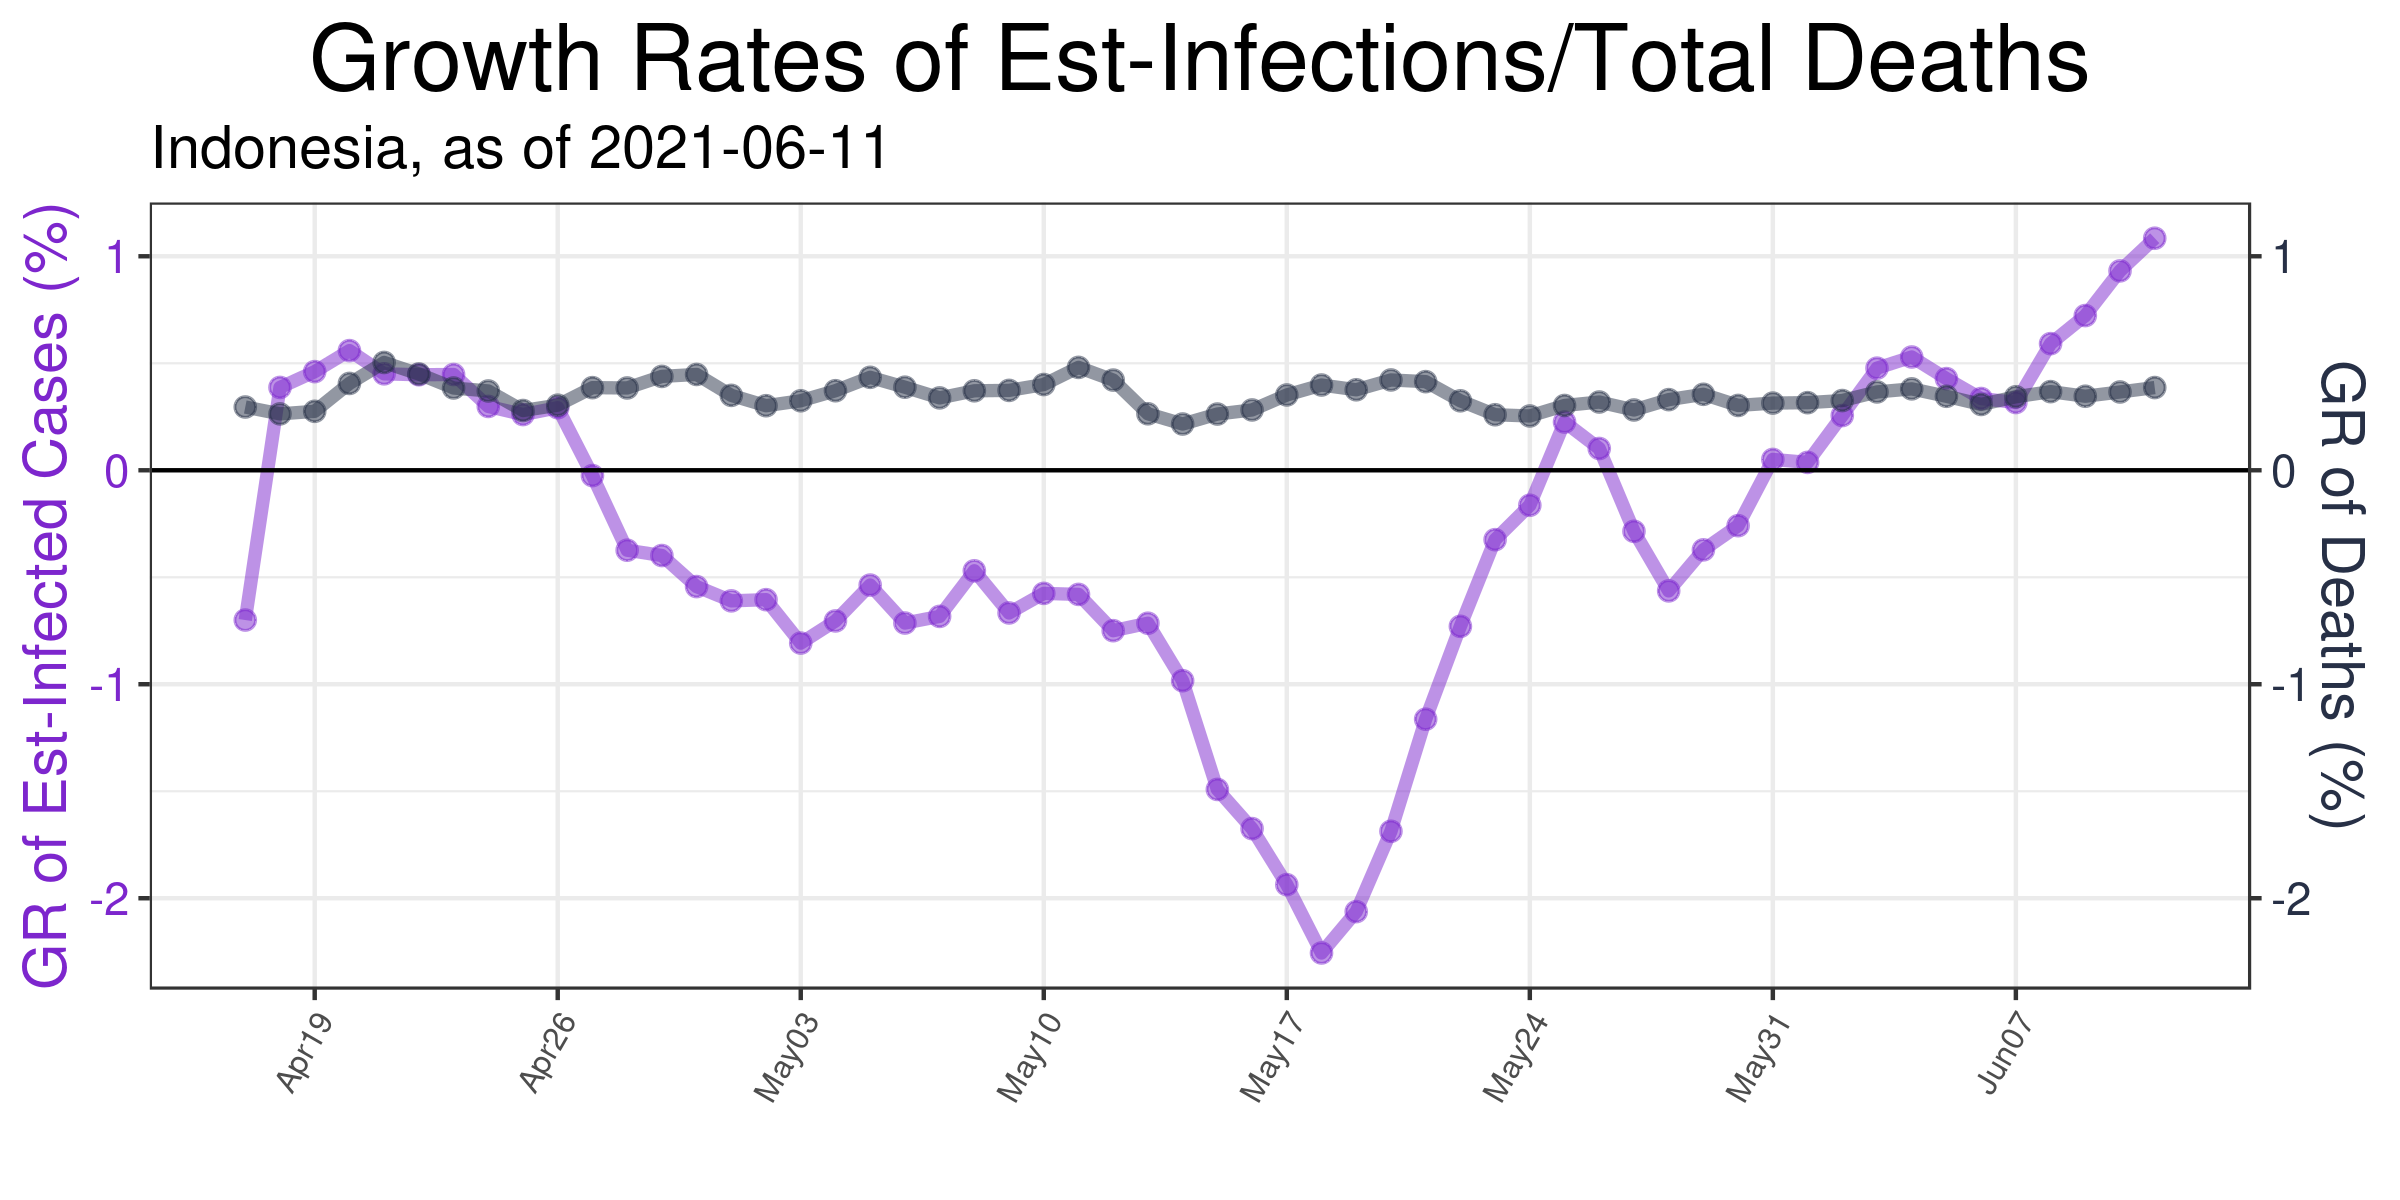 Growth Rates of Est-Infections/Total Deaths
Indonesia, as of 2021-06-11
GR of Est-Infected Cases (%)
1
0
-1
-2
1
0
-1
-2
GR of Deaths (%)
Apr19
Apr26
May03
May10
May17
May24
May31
Jun07